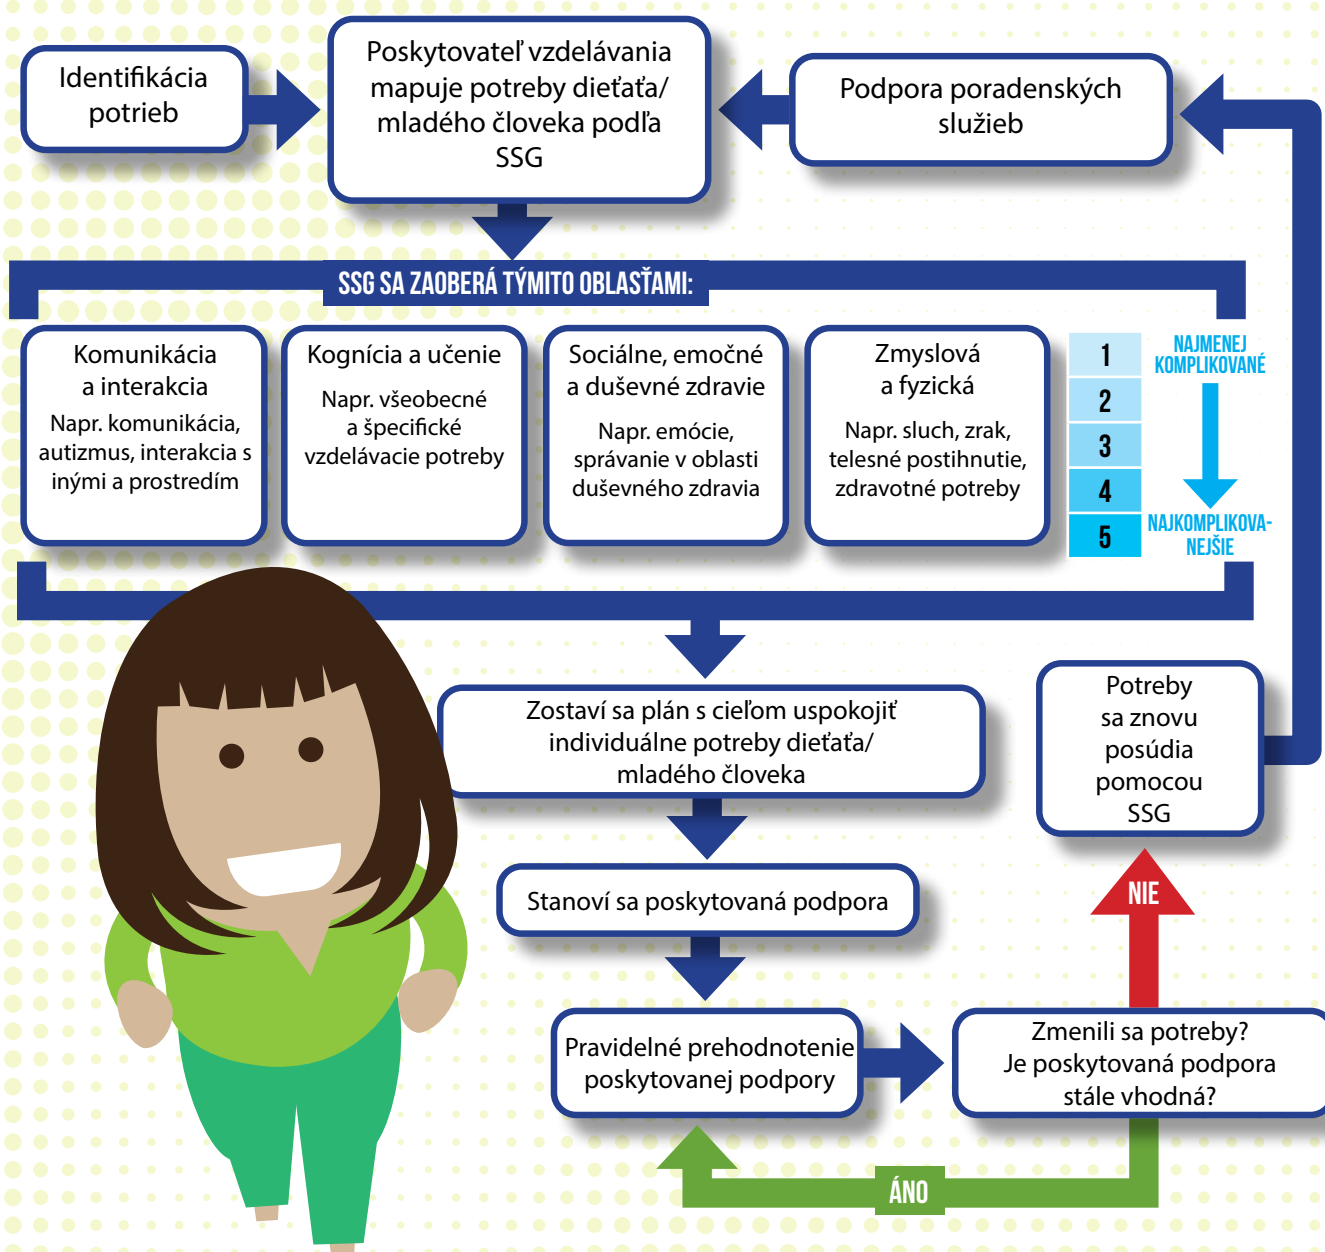 Identifikácia
potrieb
Poskytovateľ vzdelávania
mapuje potreby dieťaťa/
mladého človeka podľa
SSG
Podpora poradenských
služieb
SSG SA ZAOBERÁ TÝMITO OBLASŤAMI:
Komunikácia
a interakcia
Napr. komunikácia,
autizmus, interakcia s
inými a prostredím
Kognícia a učenie
Napr. všeobecné
a špecifické
vzdelávacie potreby
Sociálne, emočné
a duševné zdravie
Napr. emócie,
správanie v oblasti
duševného zdravia
Zmyslová
a fyzická
Napr. sluch, zrak,
telesné postihnutie,
zdravotné potreby
1
2
3
4
5
NAJMENEJ
KOMPLIKOVANÉ
NAJKOMPLIKOVA-
NEJŠIE
Zostaví sa plán s cieľom uspokojiť
individuálne potreby dieťaťa/
mladého človeka
Potreby
sa znovu
posúdia
pomocou
SSG
Stanoví sa poskytovaná podpora
NIE
Pravidelné prehodnotenie
poskytovanej podpory
Zmenili sa potreby?
Je poskytovaná podpora
stále vhodná?
ÁNO